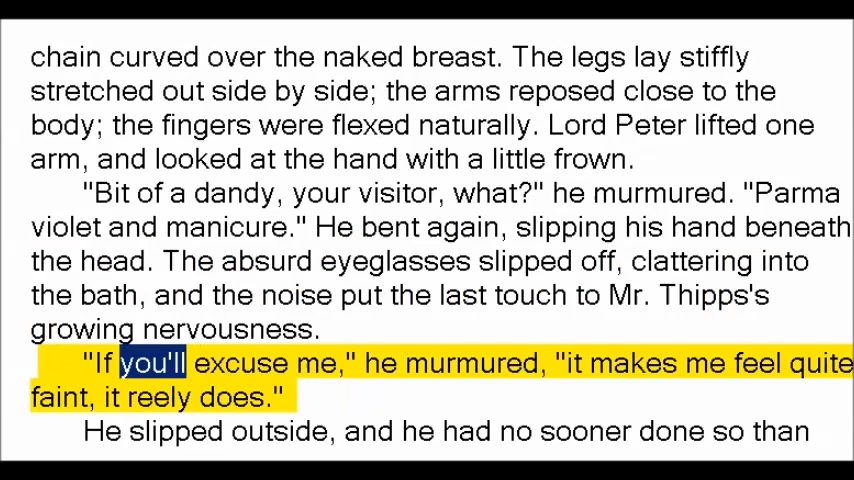 chain curved over the naked breast. The legs lay stiffly
stretched out side by side; the arms reposed close to the
body; the fingers were flexed naturally. Lord Peter lifted one
arm, and looked at the hand with a little frown.
"Bit of a dandy, your visitor, what?" he murmured. "Parma
violet and manicure." He bent again, slipping his hand beneath
the head. The absurd eyeglasses slipped off, clattering into
the bath, and the noise put the last touch to Mr. Thipps's
growing nervousness.
"If you'll excuse me," he murmured, "it makes me feel quite
faint, it reely does."
He slipped outside, and he had no sooner done so than